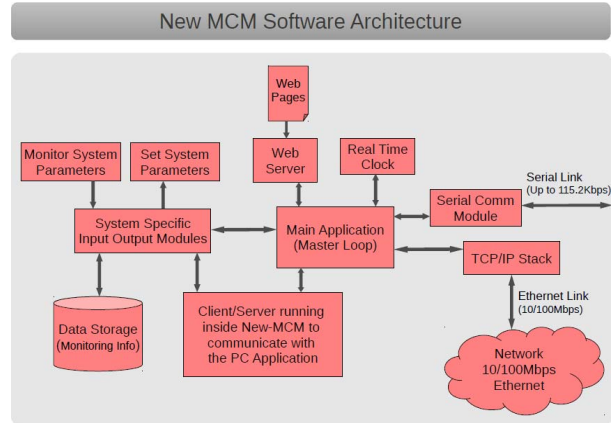 New MCM Software Architecture
Web
Pages
Monitor System
Parameters
Set System
Parameters
Web
Server
Real Time
Clock
Serial Link
(Up to 115.2Kbps)
Serial Comm
Module
System Specific
Input Output Modules
Main Application
(Master Loop)
TCP/IP Stack
Ethernet Link
(10/100Mbps)
Data Storage
(Monitoring Info)
Client/Server running
inside New-MCM to
communicate with
the PC Application
Network
10/100Mbps
Ethernet